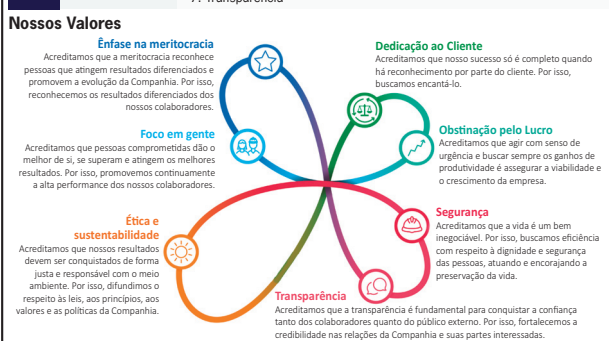 7. Transparência
Nossos Valores
Ênfase na meritocracia
Acreditamos que a meritocracia reconhece
pessoas que atingem resultados diferenciados e
promovem a evolução da Companhia. Por isso,
reconhecemos os resultados diferenciados dos
nossos colaboradores.
Dedicação ao Cliente
Acreditamos que nosso sucesso só é completo quando
há reconhecimento por parte do cliente. Por isso,
buscamos encantá-lo.
Foco em gente
Acreditamos que pessoas comprometidas dão o
melhor de si, se superam e atingem os melhores
resultados. Por isso, promovemos continuamente
a alta performance dos nossos colaboradores.
Obstinação pelo Lucro
Acreditamos que agir com senso de
urgência e buscar sempre os ganhos de
produtividade é assegurar a viabilidade e
o crescimento da empresa.
Ética e
sustentabilidade
Acreditamos que nossos resultados
devem ser conquistados de forma
justa e responsável com o meio
ambiente. Por isso, difundimos o
respeito às leis, aos princípios, aos
valores e as políticas da Companhia.
Segurança
Acreditamos que a vida é um bem
inegociável. Por isso, buscamos eficiência
com respeito à dignidade e segurança
das pessoas, atuando e encorajando a
preservação da vida.
Transparência
Acreditamos que a transparência é fundamental para conquistar a confiança
tanto dos colaboradores quanto do público externo. Por isso, fortalecemos a
credibilidade nas relações da Companhia e suas partes interessadas.